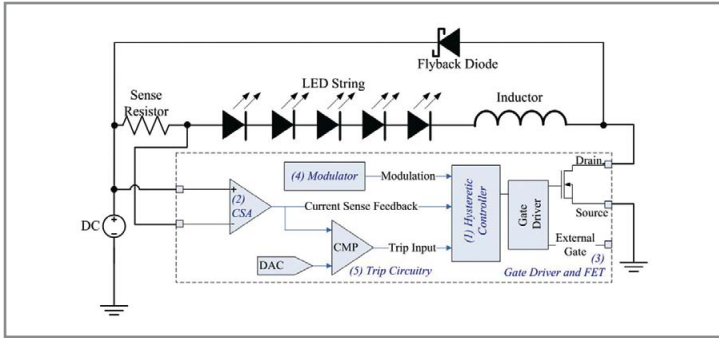 Flyback Diode
LED String
Sense
Resistor
Inductor
Drain
(4) Modulator
Modulation
(1) Hysteretic
Controller
+
(2)
CSA
−
Current Sense Feedback
Gate
Driver
Source
DC
+
−
CMP
Trip Input
External
Gate
(3)
DAC
(5) Trip Circuitry
Gate Driver and FET